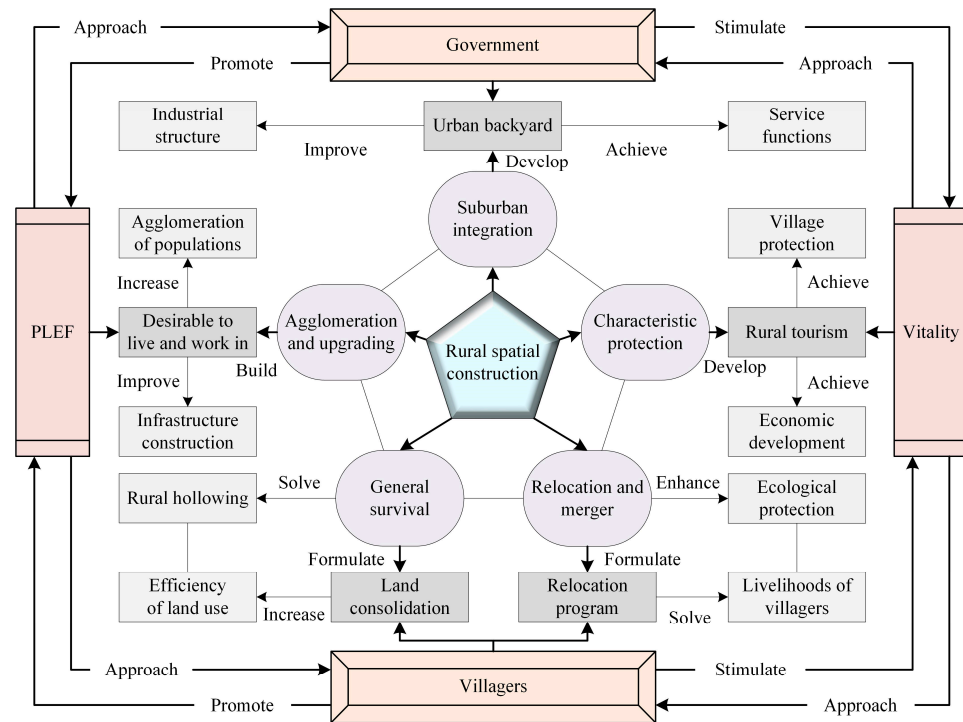 Approach
Government
Stimulate
Promote
Approach
Industrial
structure
Urban backyard
Service
functions
Improve
Achieve
Develop
Suburban
integration
Agglomeration
of populations
Village
protection
Increase
Achieve
PLEF
Desirable to
live and work in
Agglomeration
and upgrading
Rural spatial
construction
Characteristic
protection
Rural tourism
Vitality
Build
Develop
Improve
Achieve
Infrastructure
construction
Economic
development
Rural hollowing
Solve
General
survival
Relocation and
merger
Enhance
Ecological
protection
Formulate
Formulate
Efficiency
of land use
Increase
Land
consolidation
Relocation
program
Solve
Livelihoods of
villagers
Approach
Villagers
Stimulate
Promote
Approach